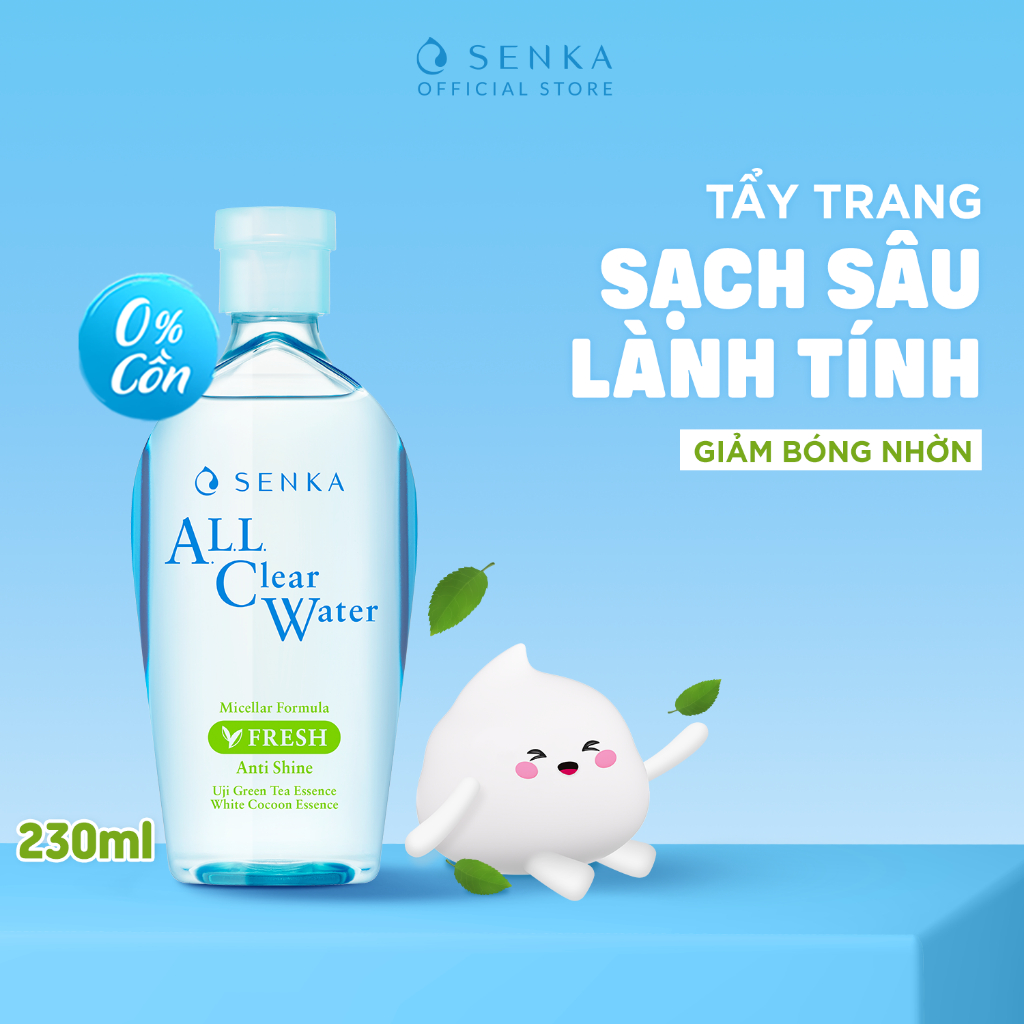 SENKA
OFFICIAL STORE
TẨY TRANG
SẠCH SÂU
LÀNH TÍNH
GIẢM BÓNG NHỜN
0%
Cồn
SENKA
A.L.L.
Clear
Water
Micellar Formula
FRESH
Anti Shine
Uji Green Tea Essence
White Cocoon Essence
230ml